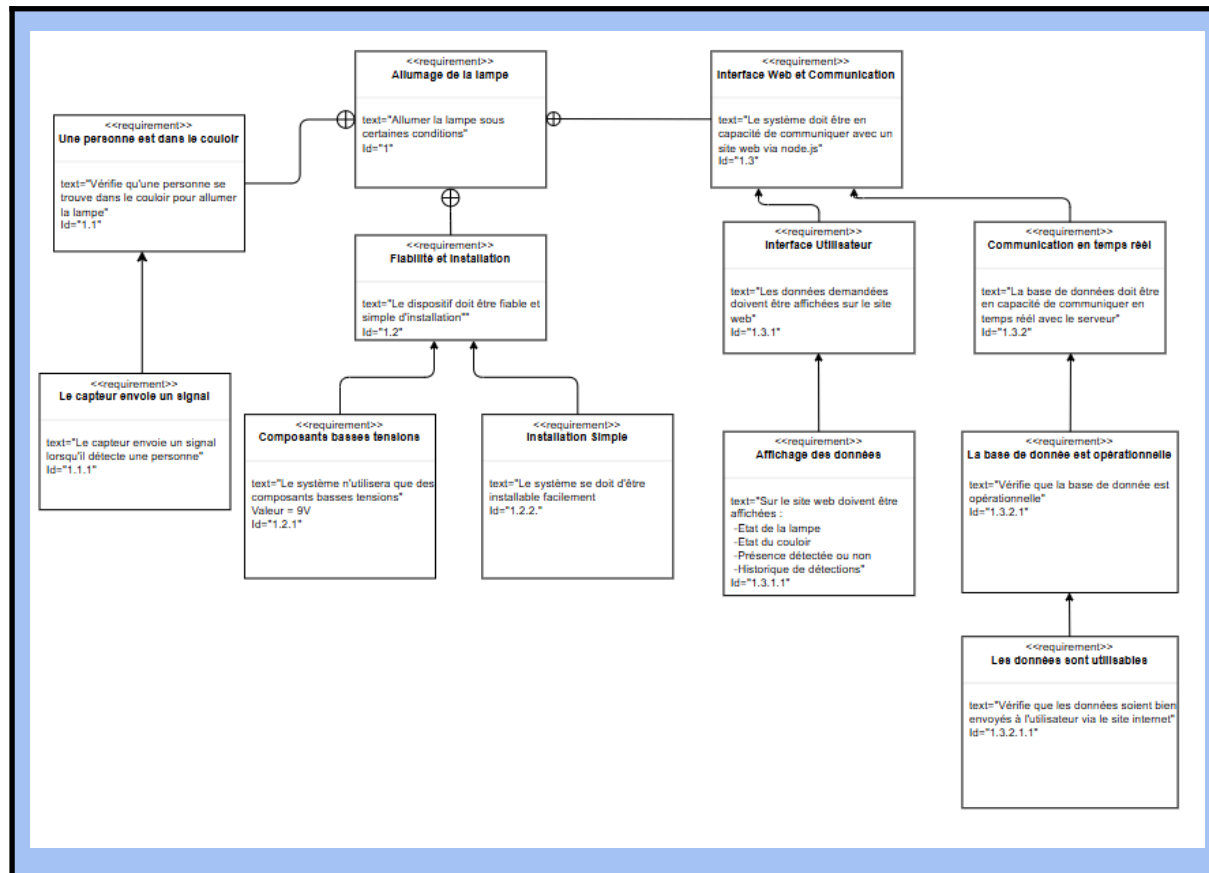 <<requirement>>
Allumage de la lampe
text="Allumer la lampe sous
certaines conditions"
Id="1"
<<requirement>>
Interface Web et Communication
text="Le système doit être en
capacité de communiquer avec un
site web via node.js"
Id="1.3"
<<requirement>>
Une personne est dans le couloir
text="Vérifie qu'une personne se
trouve dans le couloir pour allumer
la lampe"
Id="1.1"
<<requirement>>
Fiabilité et Installation
text="Le dispositif doit être fiable et
simple d'installation""
Id="1.2"
<<requirement>>
Interface Utilisateur
text="Les données demandées
doivent être affichées sur le site
web"
Id="1.3.1"
<<requirement>>
Communication en temps réèl
text="La base de données doit être
en capacité de communiquer en
temps réél avec le serveur"
Id="1.3.2"
<<requirement>>
Le capteur envoie un signal
text="Le capteur envoie un signal
lorsqu'il détecte une personne"
Id="1.1.1"
<<requirement>>
Composants basses tensions
text="Le système n'utilisera que des
composants basses tensions"
Valeur = 9V
Id="1.2.1"
<<requirement>>
Installation Simple
text="Le système se doit d'être
installable facilement
Id="1.2.2."
<<requirement>>
Affichage des données
text="Sur le site web doivent être
affichées :
-Etat de la lampe
-Etat du couloir
-Présence détectée ou non
-Historique de détections"
Id="1.3.1.1"
<<requirement>>
La base de donnée est opérationnelle
text="Vérifie que la base de donnée est
opérationnelle"
Id="1.3.2.1"
<<requirement>>
Les données sont utilisables
text="Vérifie que les données soient bien
envoyés à l'utilisateur via le site internet"
Id="1.3.2.1.1"